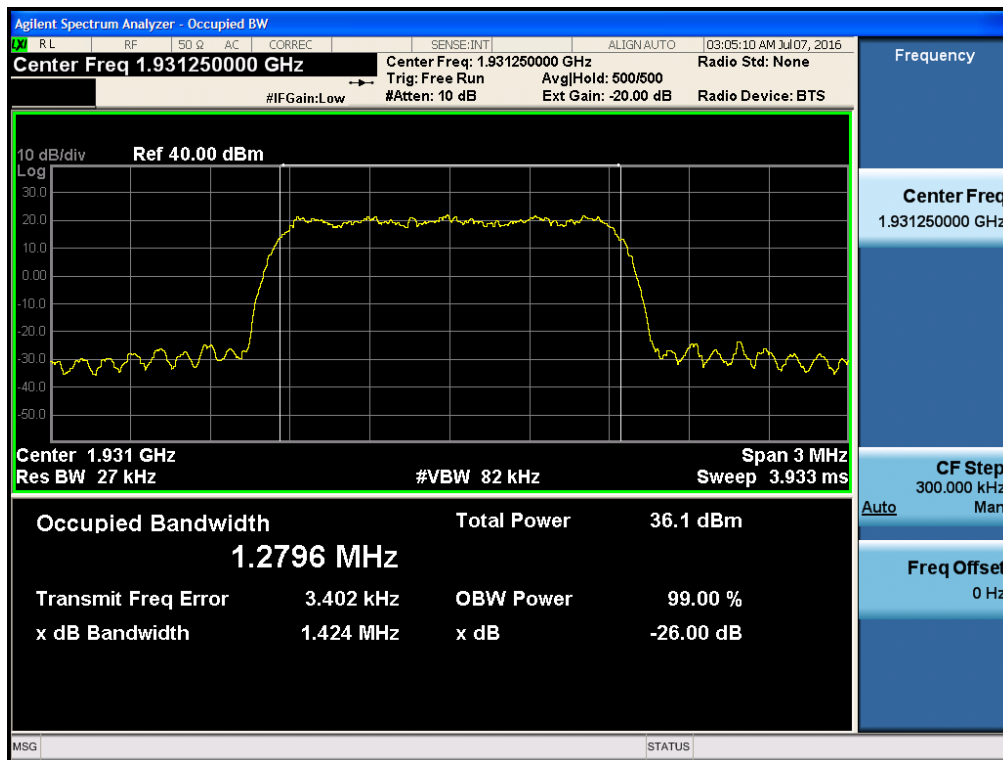 Agilent Spectrum Analyzer - Occupied BW
LXI RL RF 50 Ω AC CORREC SENSE:INT ALIGN AUTO 03:05:10 AM Jul 07, 2016
Center Freq 1.931250000 GHz
Center Freq: 1.931250000 GHz Radio Std: None
Trig: Free Run Avg|Hold: 500/500
#IFGain:Low #Atten: 10 dB Ext Gain: -20.00 dB Radio Device: BTS
10 dB/div Ref 40.00 dBm
Log
30.0
20.0
10.0
0.00
-10.0
-20.0
-30.0
-40.0
-50.0
Center 1.931 GHz Span 3 MHz
Res BW 27 kHz #VBW 82 kHz Sweep 3.933 ms
Occupied Bandwidth Total Power 36.1 dBm
1.2796 MHz
Transmit Freq Error 3.402 kHz OBW Power 99.00 %
x dB Bandwidth 1.424 MHz x dB -26.00 dB
MSG STATUS
Frequency
Center Freq
1.931250000 GHz
CF Step
300.000 kHz
Auto Man
Freq Offset
0 Hz